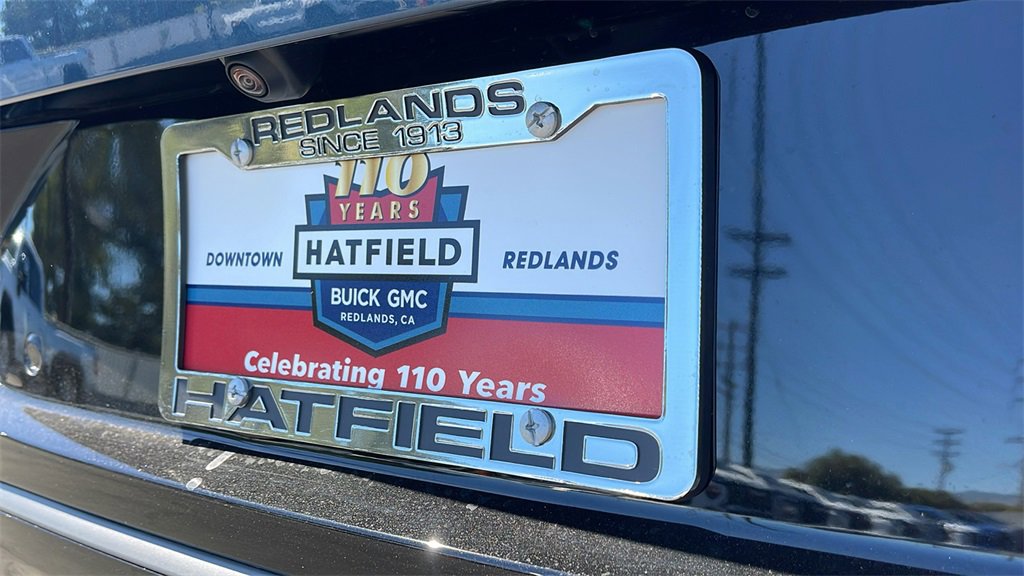 REDLANDS
SINCE 1913
110
YEARS
DOWNTOWN HATFIELD REDLANDS
BUICK GMC
REDLANDS, CA
Celebrating 110 Years
HATFIELD